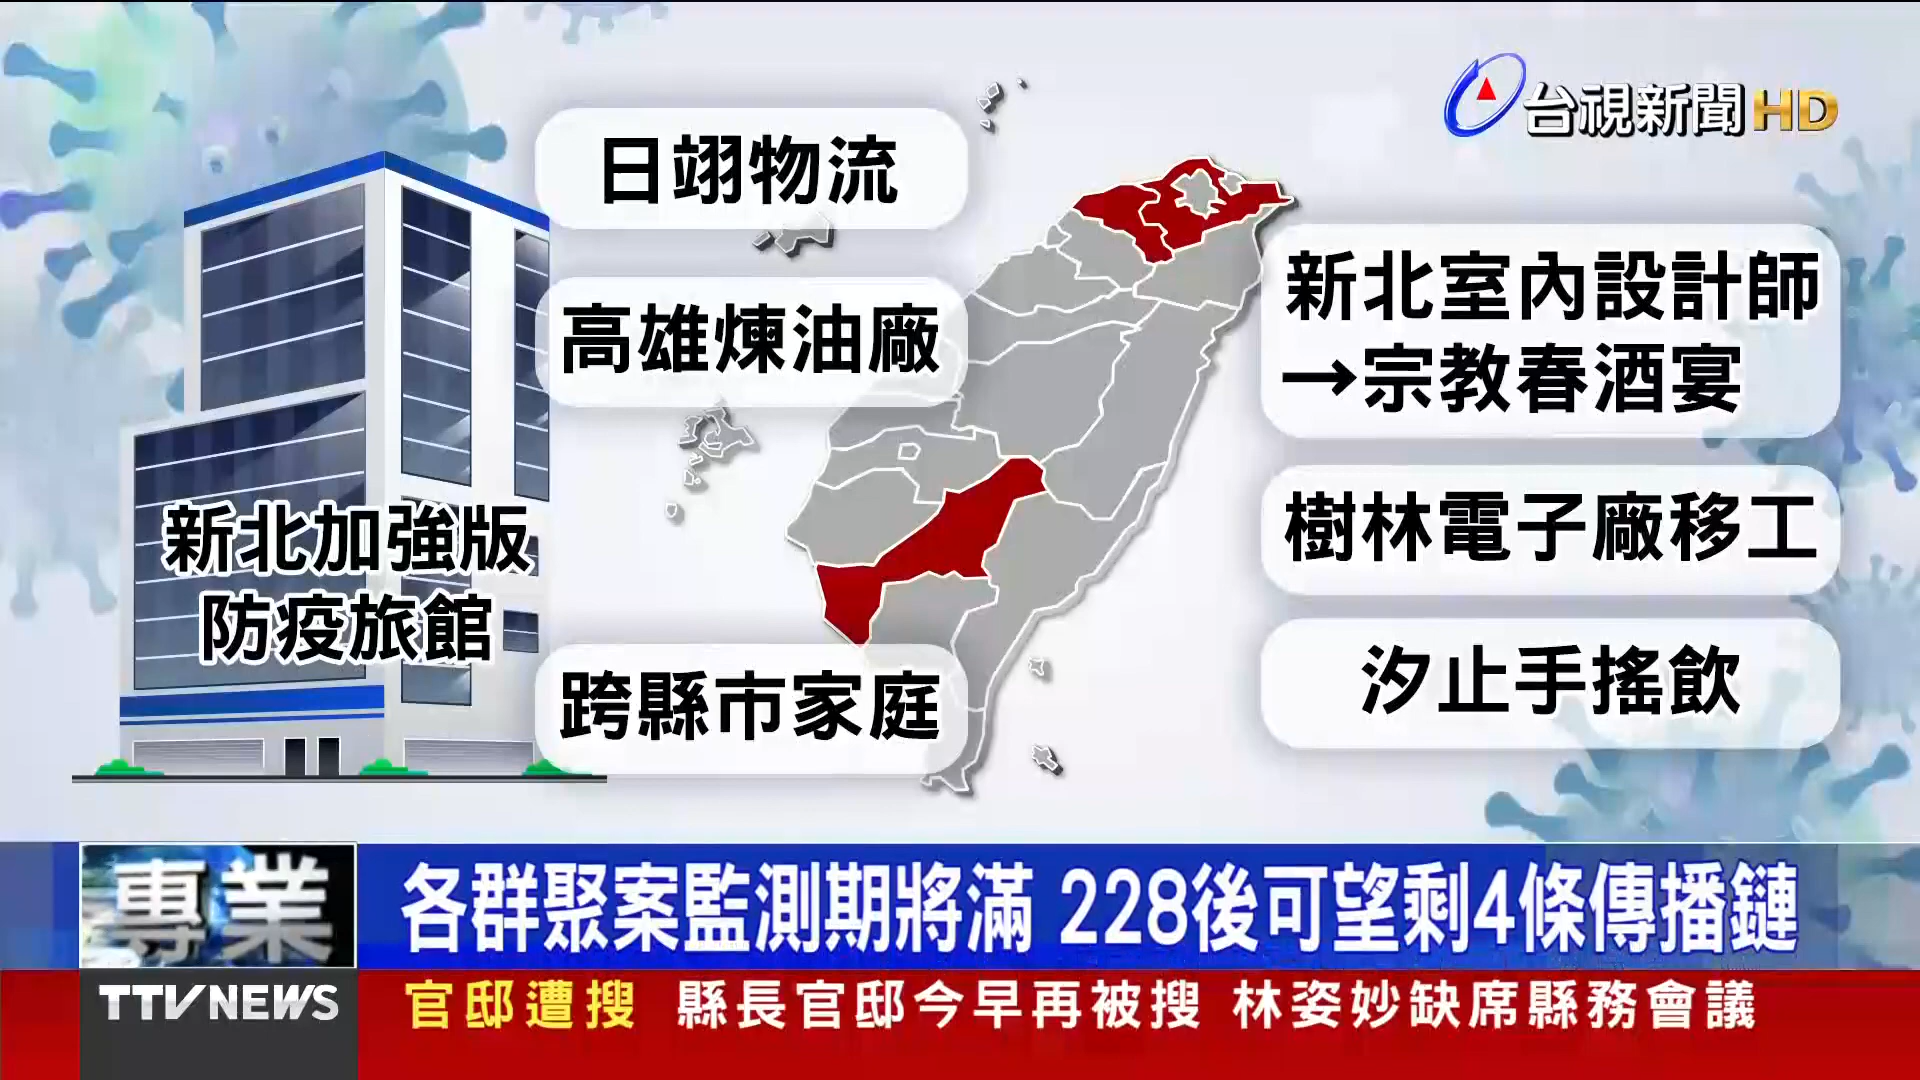 台視新聞HD
日翊物流
高雄煉油廠
新北加強版
防疫旅館
跨縣市家庭
新北室內設計師
→宗教春酒宴
樹林電子廠移工
汐止手搖飲
專業
各群聚案監測期將滿 228後可望剩4條傳播鏈
TTV NEWS
官邸遭搜 縣長官邸今早再被搜 林姿妙缺席縣務會議